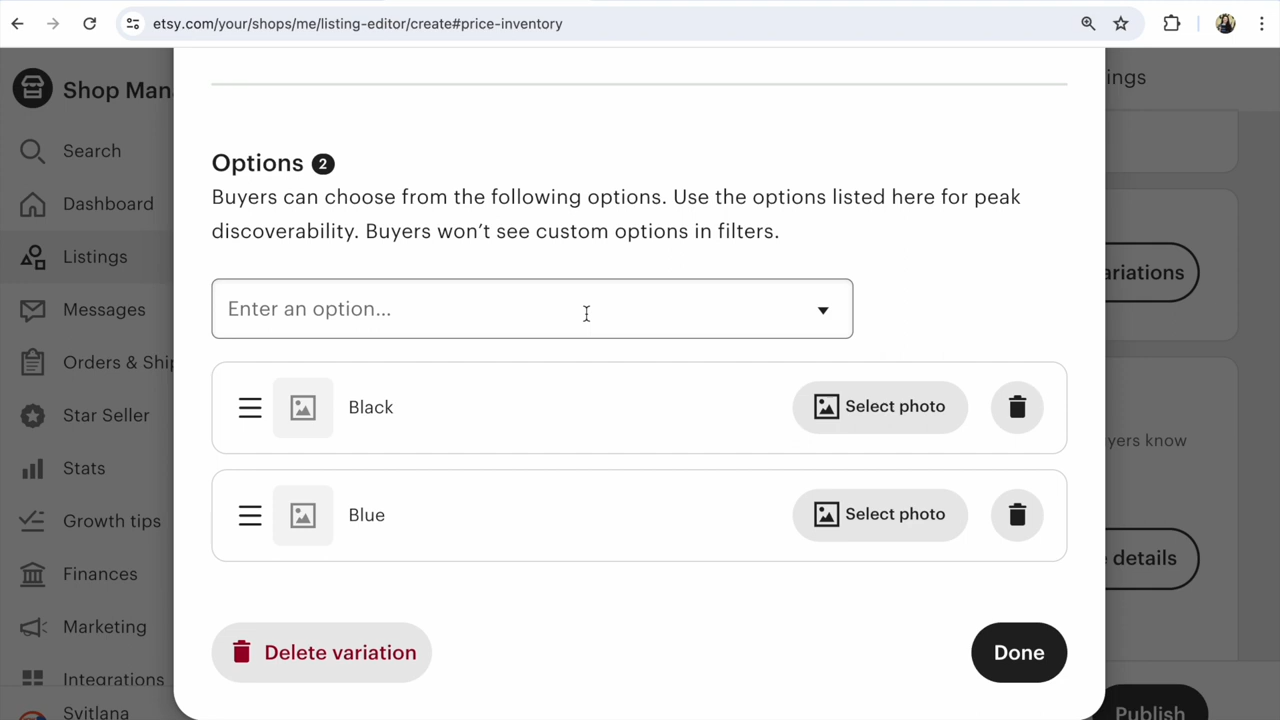 etsy.com/your/shops/me/listing-editor/create#price-inventory
Shop Man
Search
Dashboard
Listings
Messages
Orders & Ship
Star Seller
Stats
Growth tips
Finances
Marketing
Integrations
Svitlana
Options 2
Buyers can choose from the following options. Use the options listed here for peak
discoverability. Buyers won’t see custom options in filters.
Enter an option...
Black
Select photo
Blue
Select photo
Delete variation
Done
ings
ariations
yers know
details
Publish